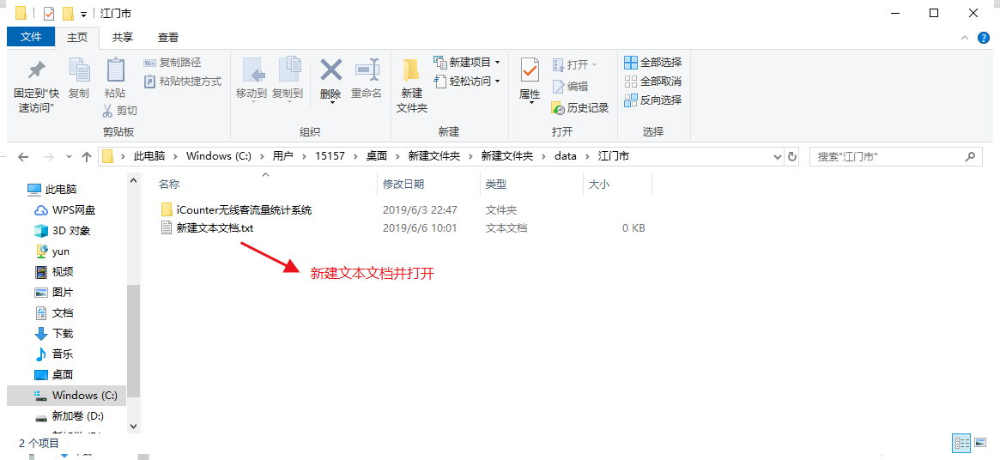 江门市
文件 主页 共享 查看
固定到"快速访问"
复制
粘贴
复制路径
粘贴快捷方式
剪切
剪贴板
移动到
复制到
删除
重命名
组织
新建文件夹
新建项目
轻松访问
新建
属性
打开
编辑
历史记录
打开
全部选择
全部取消
反向选择
选择
此电脑 Windows (C:) 用户 15157 桌面 新建文件夹 新建文件夹 data 江门市
搜索"江门市"
此电脑
WPS网盘
3D 对象
yun
视频
图片
文档
下载
音乐
桌面
Windows (C:)
新加卷 (D:)
名称 修改日期 类型 大小
iCounter无线客流量统计系统 2019/6/3 22:47 文件夹
新建文本文档.txt 2019/6/6 10:01 文本文档 0 KB
新建文本文档并打开
2 个项目